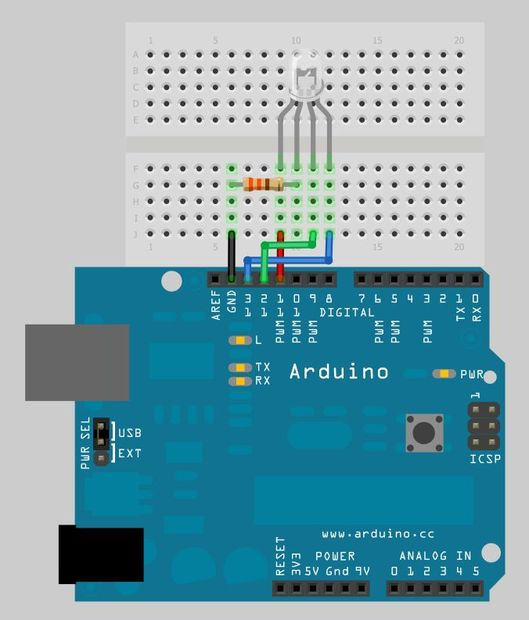 1 5 10 15 20
A
B
C
D
E
F
G
H
I
J
1 5 15 20
AREF GND 13 12 11 10 9 8 7 6 5 4 3 2 TX 1 RX 0
PWM PWM PWM DIGITAL PWM PWM PWM
L
TX
RX
Arduino
PWR
1
ICSP
PWR SEL
USB
EXT
www.arduino.cc
POWER ANALOG IN
RESET 3V3 5V Gnd 9V 0 1 2 3 4 5